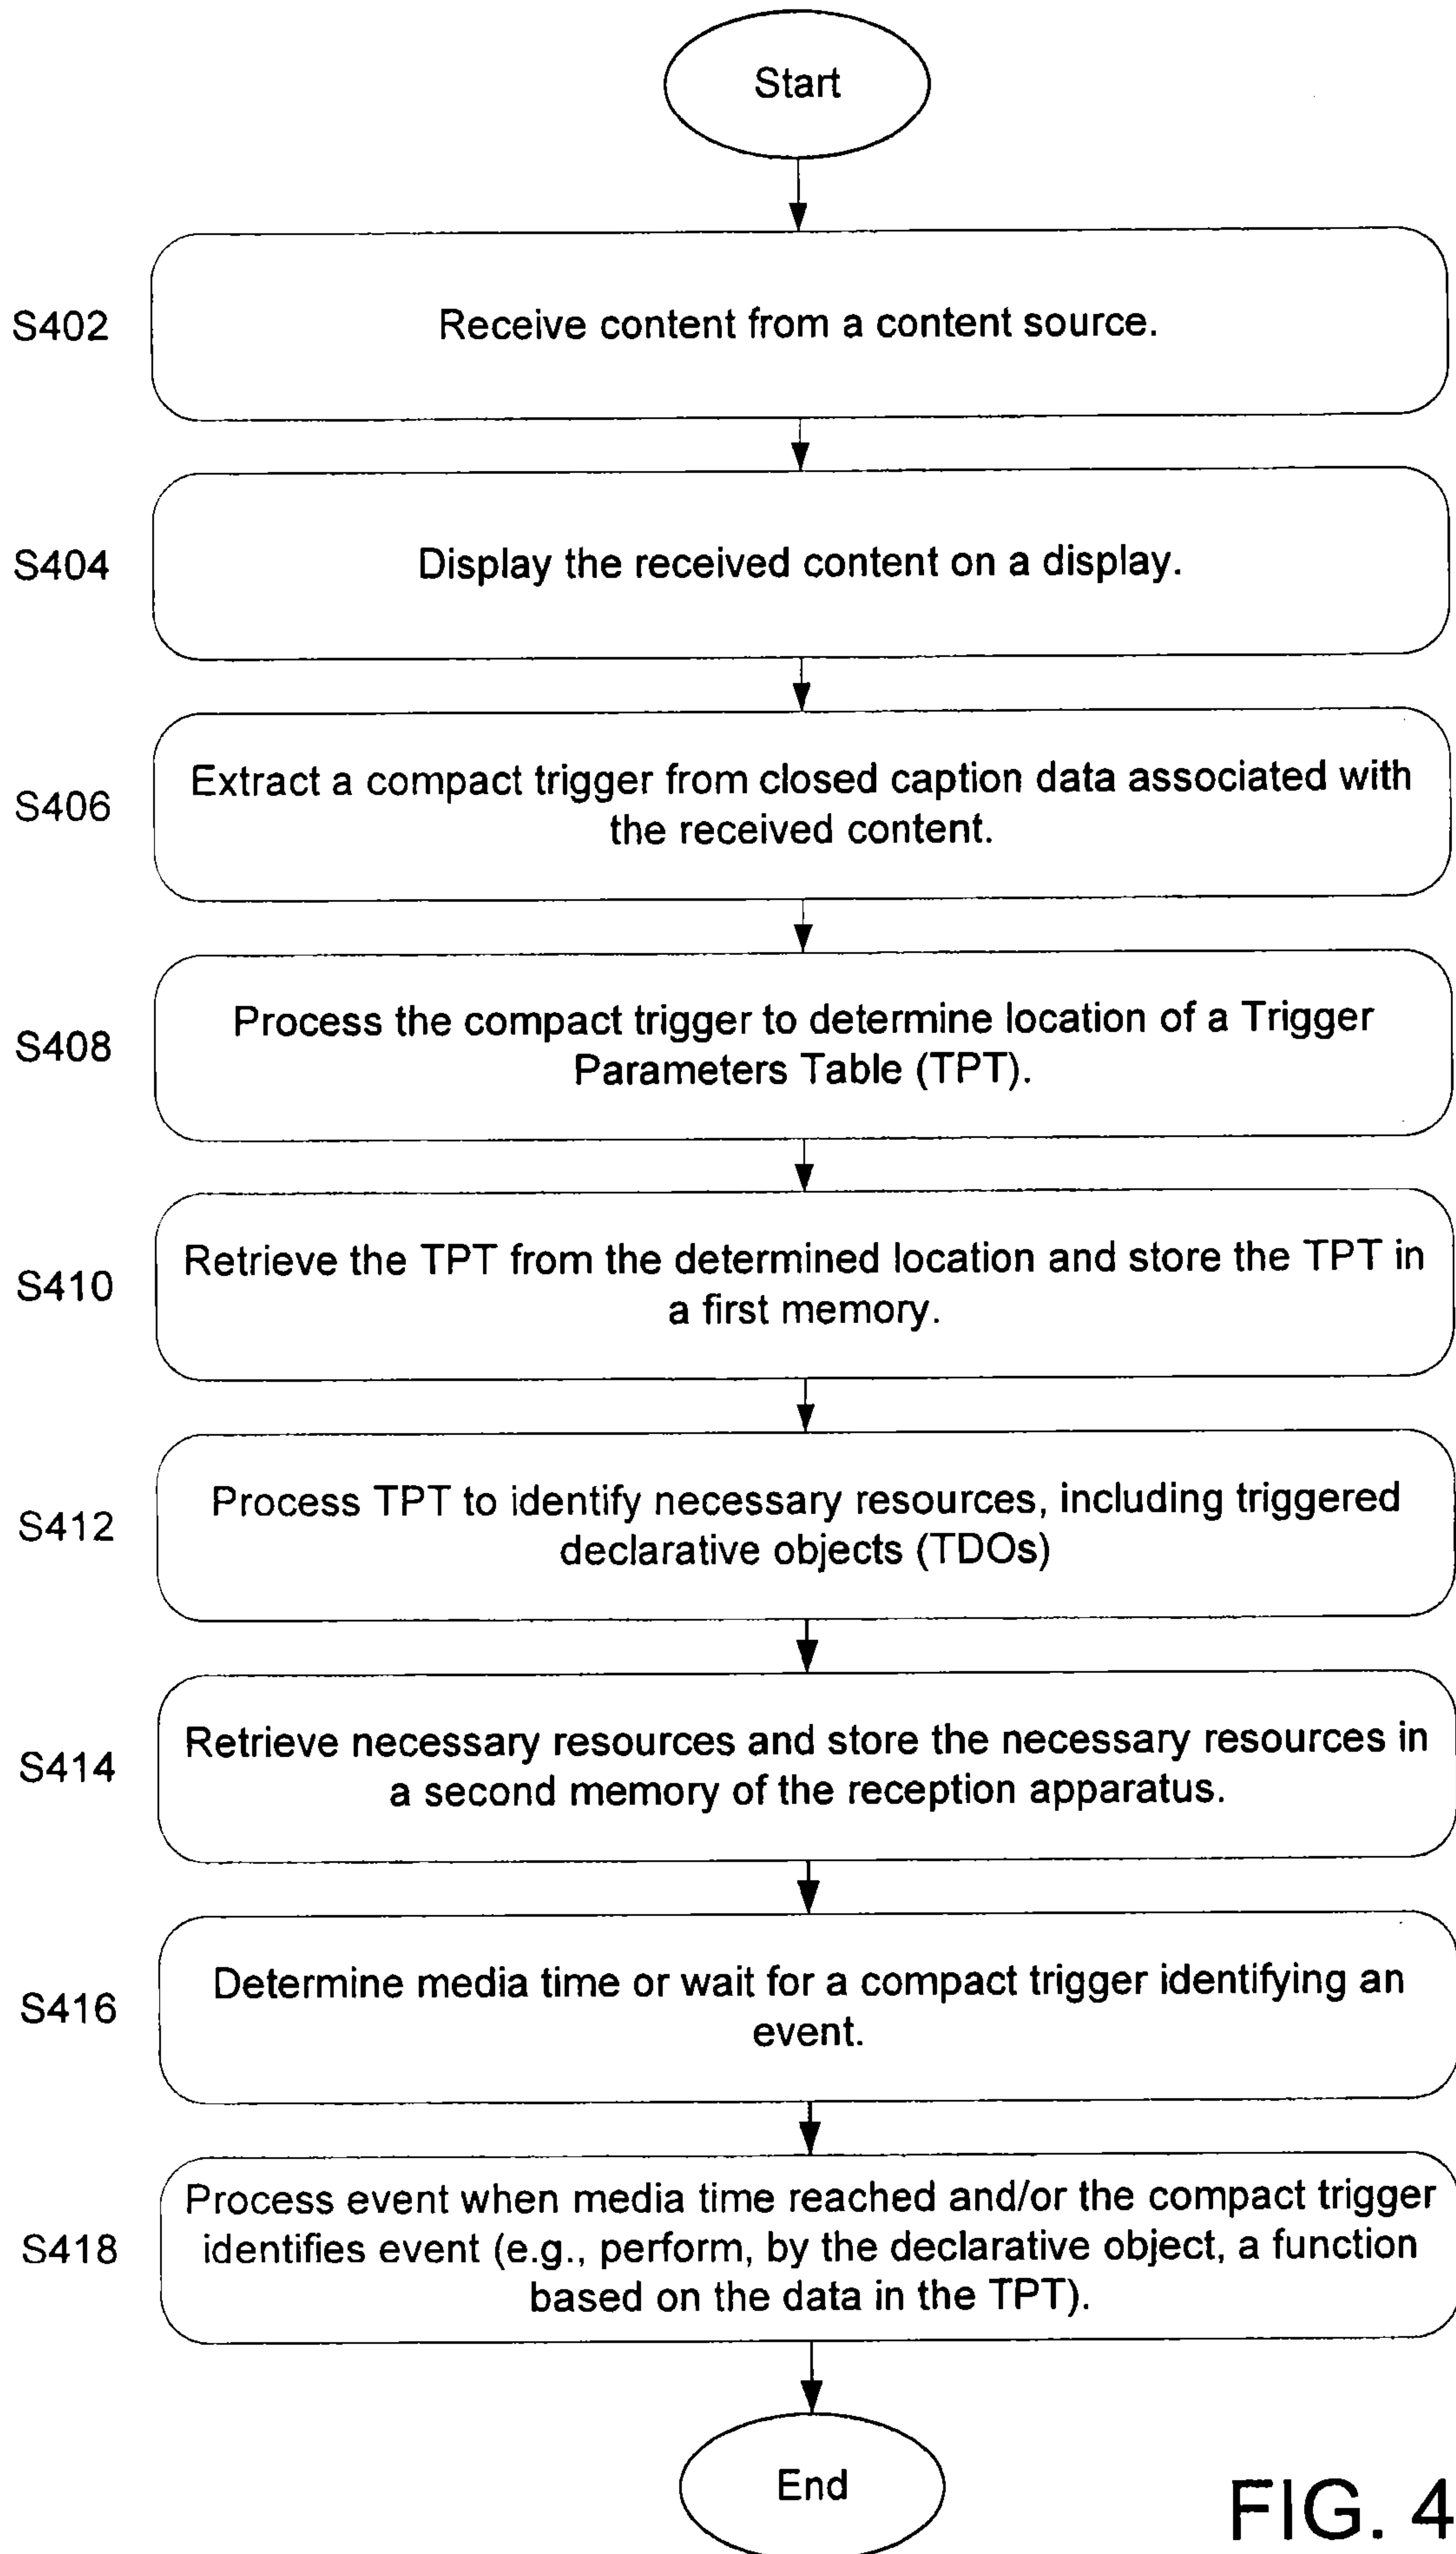 Start
S402
Receive content from a content source.
S404
Display the received content on a display.
S406
Extract a compact trigger from closed caption data associated with
the received content.
S408
Process the compact trigger to determine location of a Trigger
Parameters Table (TPT).
S410
Retrieve the TPT from the determined location and store the TPT in
a first memory.
S412
Process TPT to identify necessary resources, including triggered
declarative objects (TDOs)
S414
Retrieve necessary resources and store the necessary resources in
a second memory of the reception apparatus.
S416
Determine media time or wait for a compact trigger identifying an
event.
S418
Process event when media time reached and/or the compact trigger
identifies event (e.g., perform, by the declarative object, a function
based on the data in the TPT).
End
FIG. 4